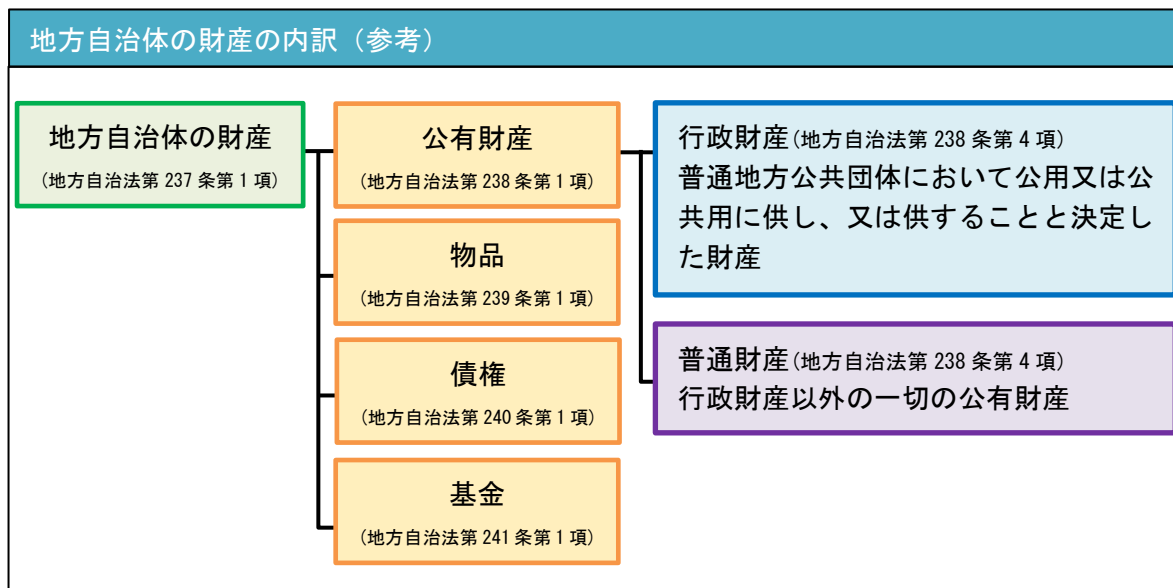 地方自治体の財産の内訳（参考）
地方自治体の財産
(地方自治法第 237 条第 1 項)
公有財産
(地方自治法第 238 条第 1 項)
物品
(地方自治法第 239 条第 1 項)
債権
(地方自治法第 240 条第 1 項)
基金
(地方自治法第 241 条第 1 項)
行政財産(地方自治法第 238 条第 4 項)
普通地方公共団体において公用又は公
共用に供し、又は供することと決定し
た財産
普通財産(地方自治法第 238 条第 4 項)
行政財産以外の一切の公有財産